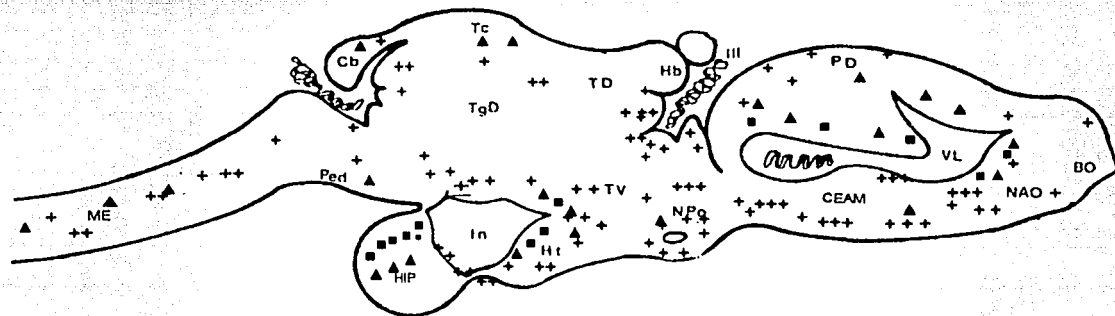 Cb
Tc
Hb
III
PD
TD
TgD
VL
BO
Ped
TV
CEAM
NAO
ME
NPo
In
Ht
HIP